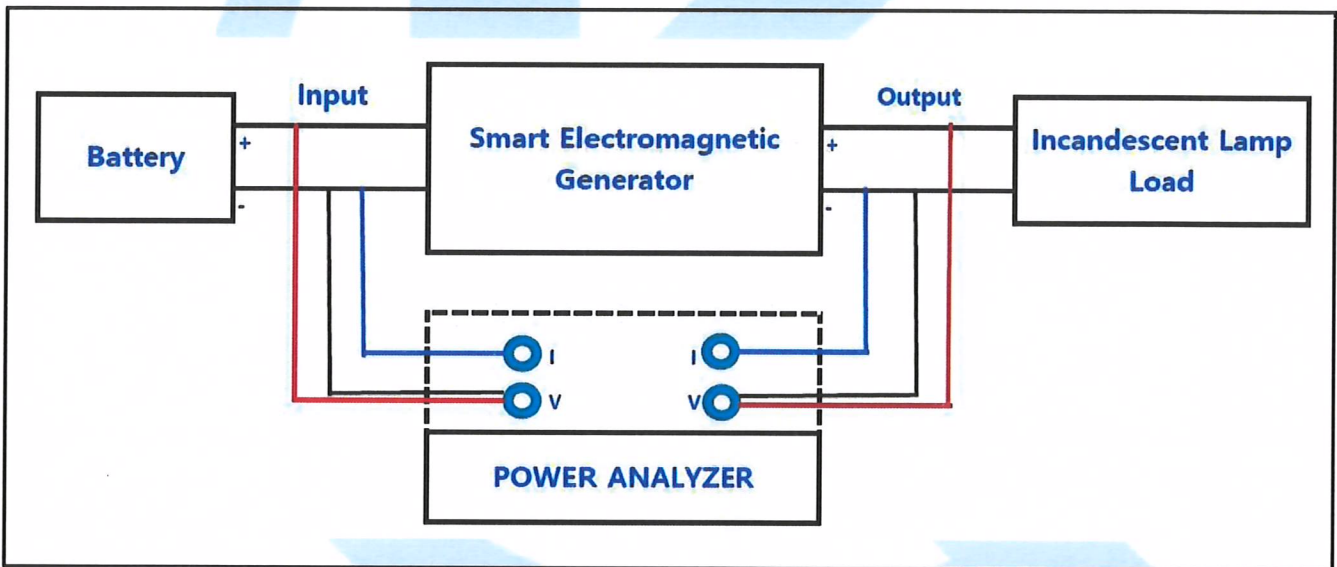 Input
Output
Battery
+
-
Smart Electromagnetic
Generator
+
-
Incandescent Lamp
Load
I
I
V
V
POWER ANALYZER